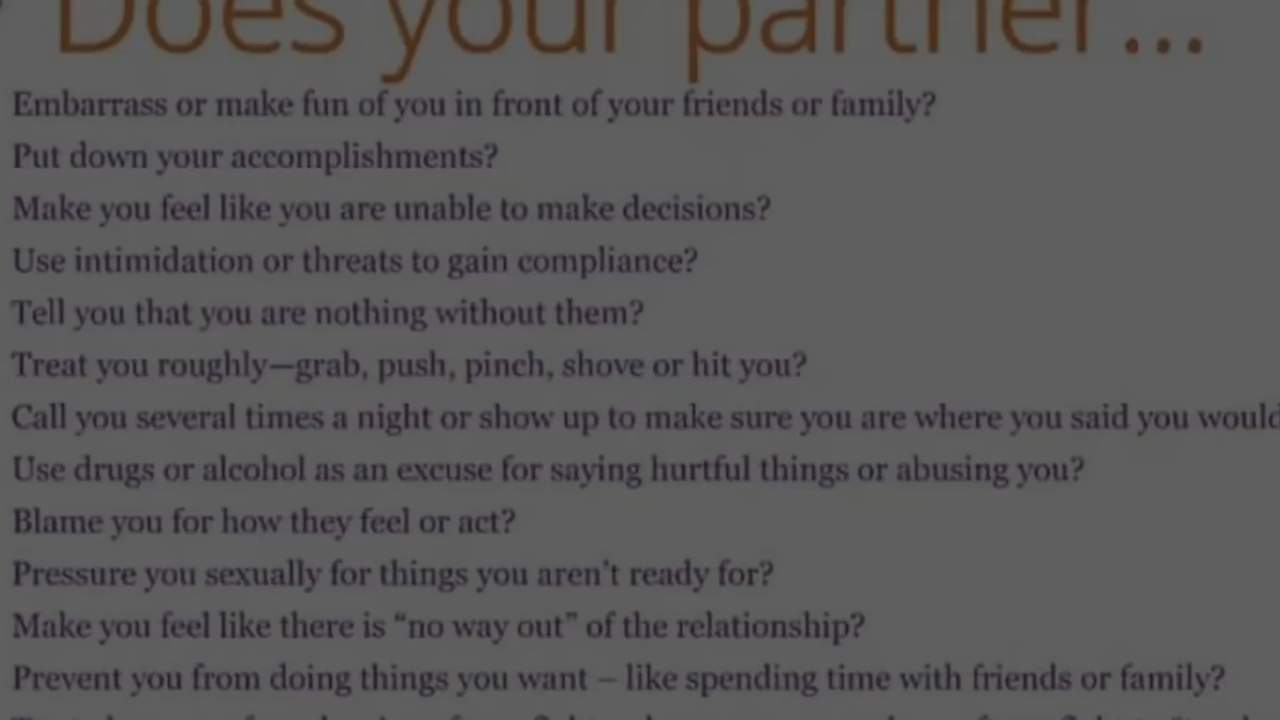 Does your partner...
Embarrass or make fun of you in front of your friends or family?
Put down your accomplishments?
Make you feel like you are unable to make decisions?
Use intimidation or threats to gain compliance?
Tell you that you are nothing without them?
Treat you roughly—grab, push, pinch, shove or hit you?
Call you several times a night or show up to make sure you are where you said you would
Use drugs or alcohol as an excuse for saying hurtful things or abusing you?
Blame you for how they feel or act?
Pressure you sexually for things you aren't ready for?
Make you feel like there is “no way out” of the relationship?
Prevent you from doing things you want – like spending time with friends or family?